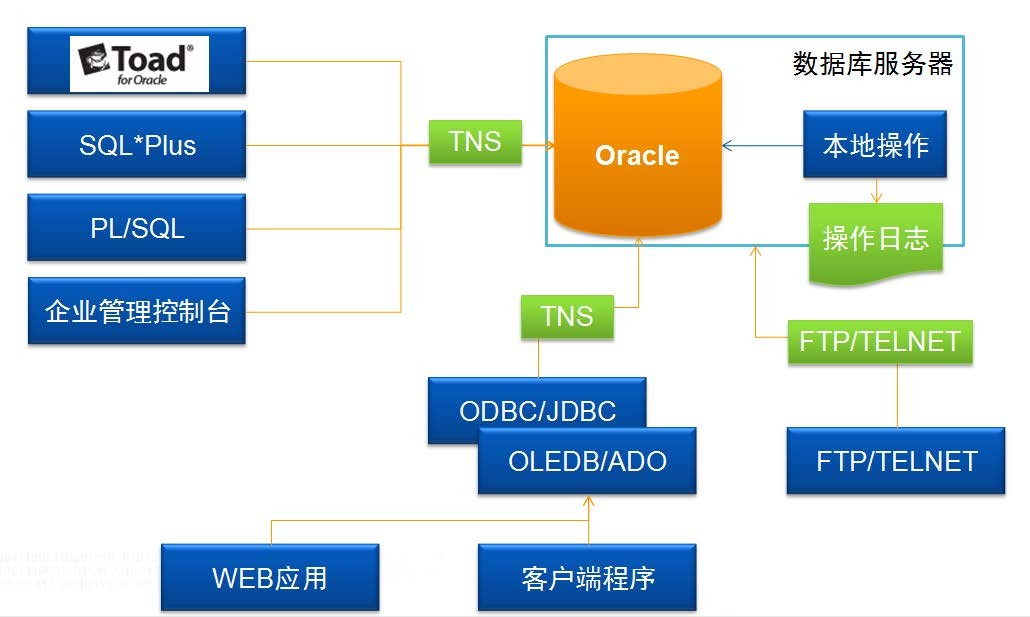 Toad®
for Oracle
SQL*Plus
PL/SQL
企业管理控制台
TNS
数据库服务器
Oracle
本地操作
操作日志
TNS
FTP/TELNET
ODBC/JDBC
OLEDB/ADO
FTP/TELNET
WEB应用
客户端程序